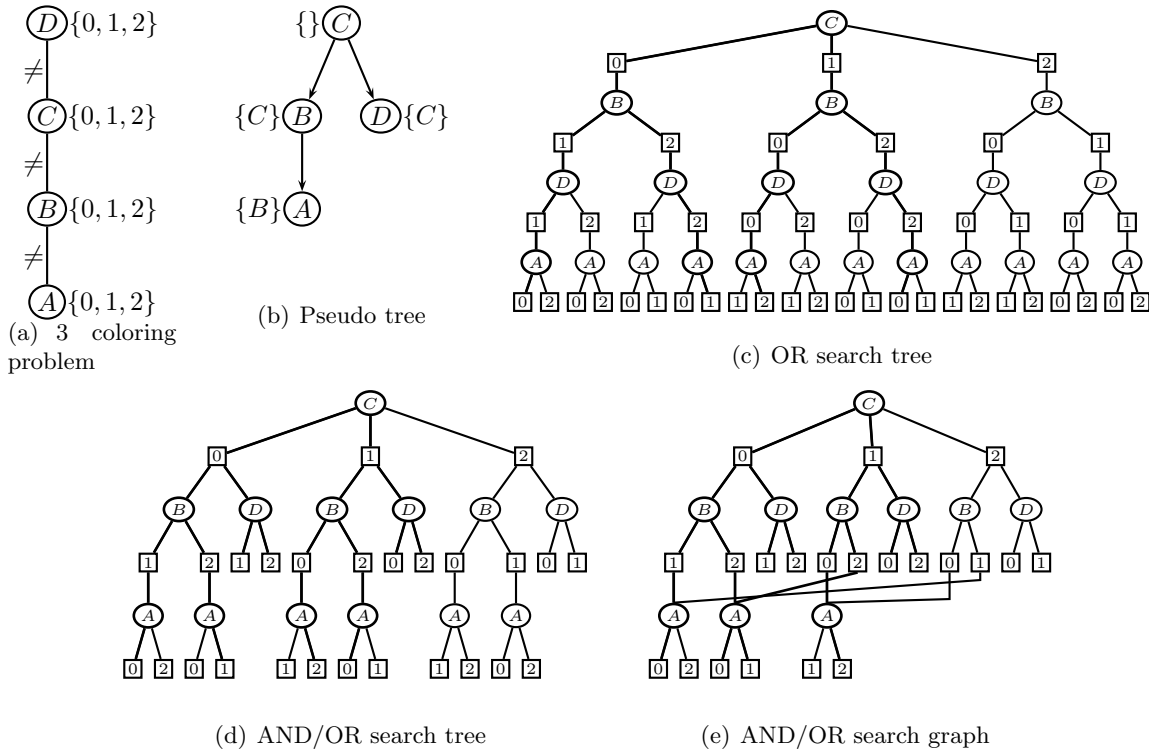 D {0, 1, 2}
≠
C {0, 1, 2}
≠
B {0, 1, 2}
≠
A {0, 1, 2}
(a) 3 coloring
problem
{} C
{C} B D {C}
{B} A
(b) Pseudo tree
C
0 1 2
B B B
1 2 0 2 0 1
D D D D D D
1 2 1 2 0 2 0 2 0 1 0 1
A A A A A A A A A A A A
0 2 0 2 0 1 0 1 1 2 1 2 0 1 0 1 1 2 1 2 0 2 0 2
(c) OR search tree
C
0 1 2
B D B D B D
1 2 1 2 0 2 0 2 0 1 0 1
A A A A A A
0 2 0 1 1 2 0 1 1 2 0 2
(d) AND/OR search tree
C
0 1 2
B D B D B D
1 2 1 2 0 2 0 2 0 1 0 1
A A A
0 2 0 1 1 2
(e) AND/OR search graph